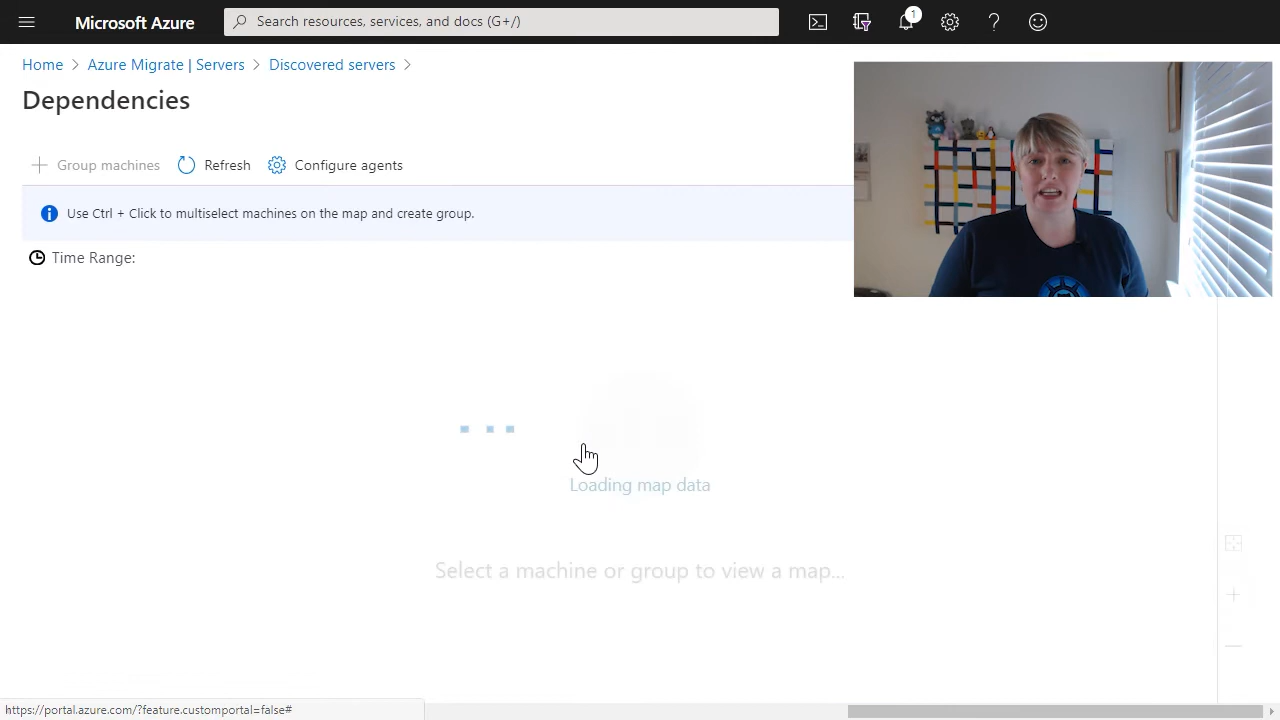 Microsoft Azure
Search resources, services, and docs (G+/)
1
Home > Azure Migrate | Servers > Discovered servers >
Dependencies
Group machines
Refresh
Configure agents
Use Ctrl + Click to multiselect machines on the map and create group.
Time Range:
Loading map data
Select a machine or group to view a map...
https://portal.azure.com/?feature.customportal=false#